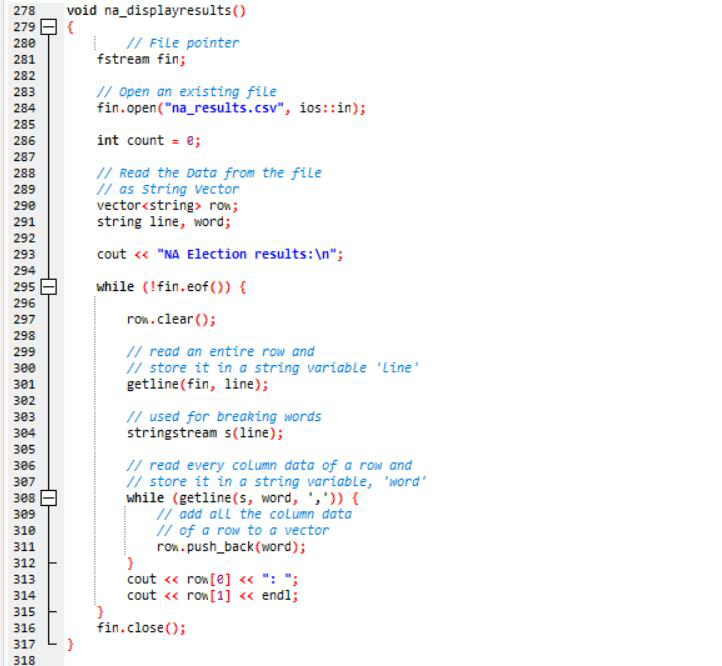 278 void na_displayresults()
279 {
280 // File pointer
281 fstream fin;
282
283 // Open an existing file
284 fin.open("na_results.csv", ios::in);
285
286 int count = 0;
287
288 // Read the Data from the file
289 // as String Vector
290 vector<string> row;
291 string line, word;
292
293 cout << "NA Election results:\n";
294
295 while (!fin.eof()) {
296
297 row.clear();
298
299 // read an entire row and
300 // store it in a string variable 'line'
301 getline(fin, line);
302
303 // used for breaking words
304 stringstream s(line);
305
306 // read every column data of a row and
307 // store it in a string variable, 'word'
308 while (getline(s, word, ',')) {
309 // add all the column data
310 // of a row to a vector
311 row.push_back(word);
312 }
313 cout << row[0] << ": ";
314 cout << row[1] << endl;
315 }
316 fin.close();
317 }
318